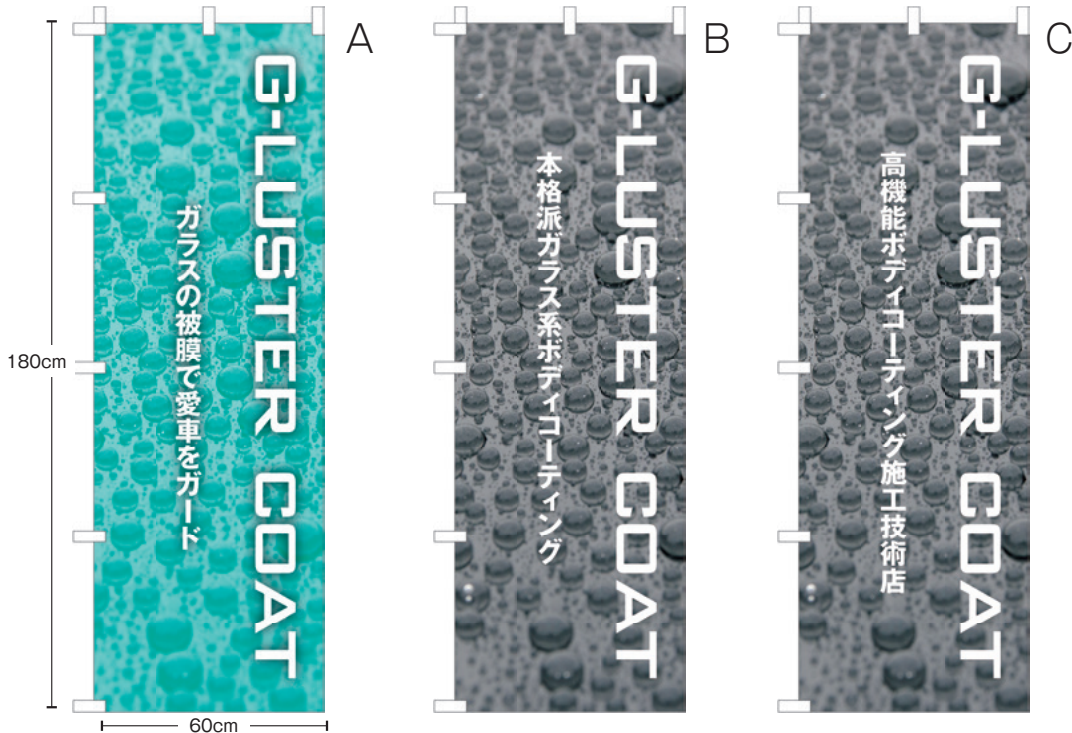 A
G-LUSTER COAT
ガラスの被膜で愛車をガード
B
G-LUSTER COAT
本格派ガラス系ボディコーティング
C
G-LUSTER COAT
高機能ボディコーティング施工技術店
180cm
60cm